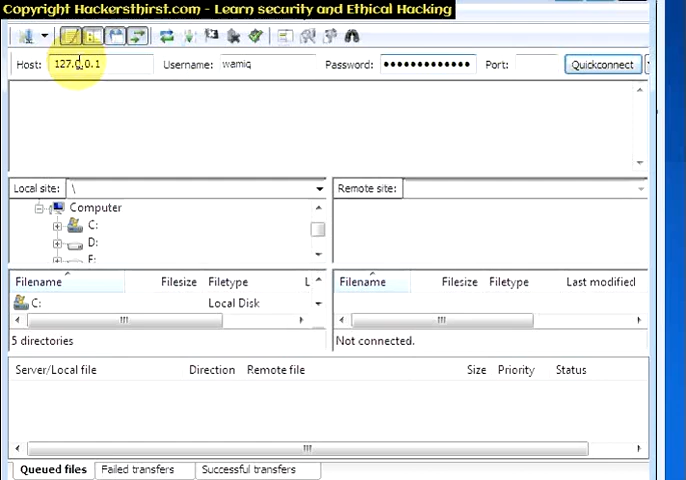 Copyright Hackersthirst.com - Learn security and Ethical Hacking
Host: 127.0.0.1 Username: wamiq Password: ●●●●●●●●●●●●● Port: Quickconnect
Local site: \ Remote site:
Computer
C:
D:
Filename Filesize Filetype L Filename Filesize Filetype Last modified
C: Local Disk
5 directories Not connected.
Server/Local file Direction Remote file Size Priority Status
Queued files Failed transfers Successful transfers